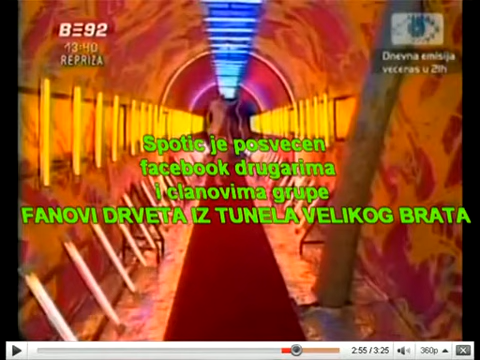 B92
13:40
REPRIZA
Dnevna emisija
veceras u 21h
Spotic je posvecen
facebook drugarima
i clanovima grupe
FANOVI DRVETA IZ TUNELA VELIKOG BRATA
2:55 / 3:25
360p